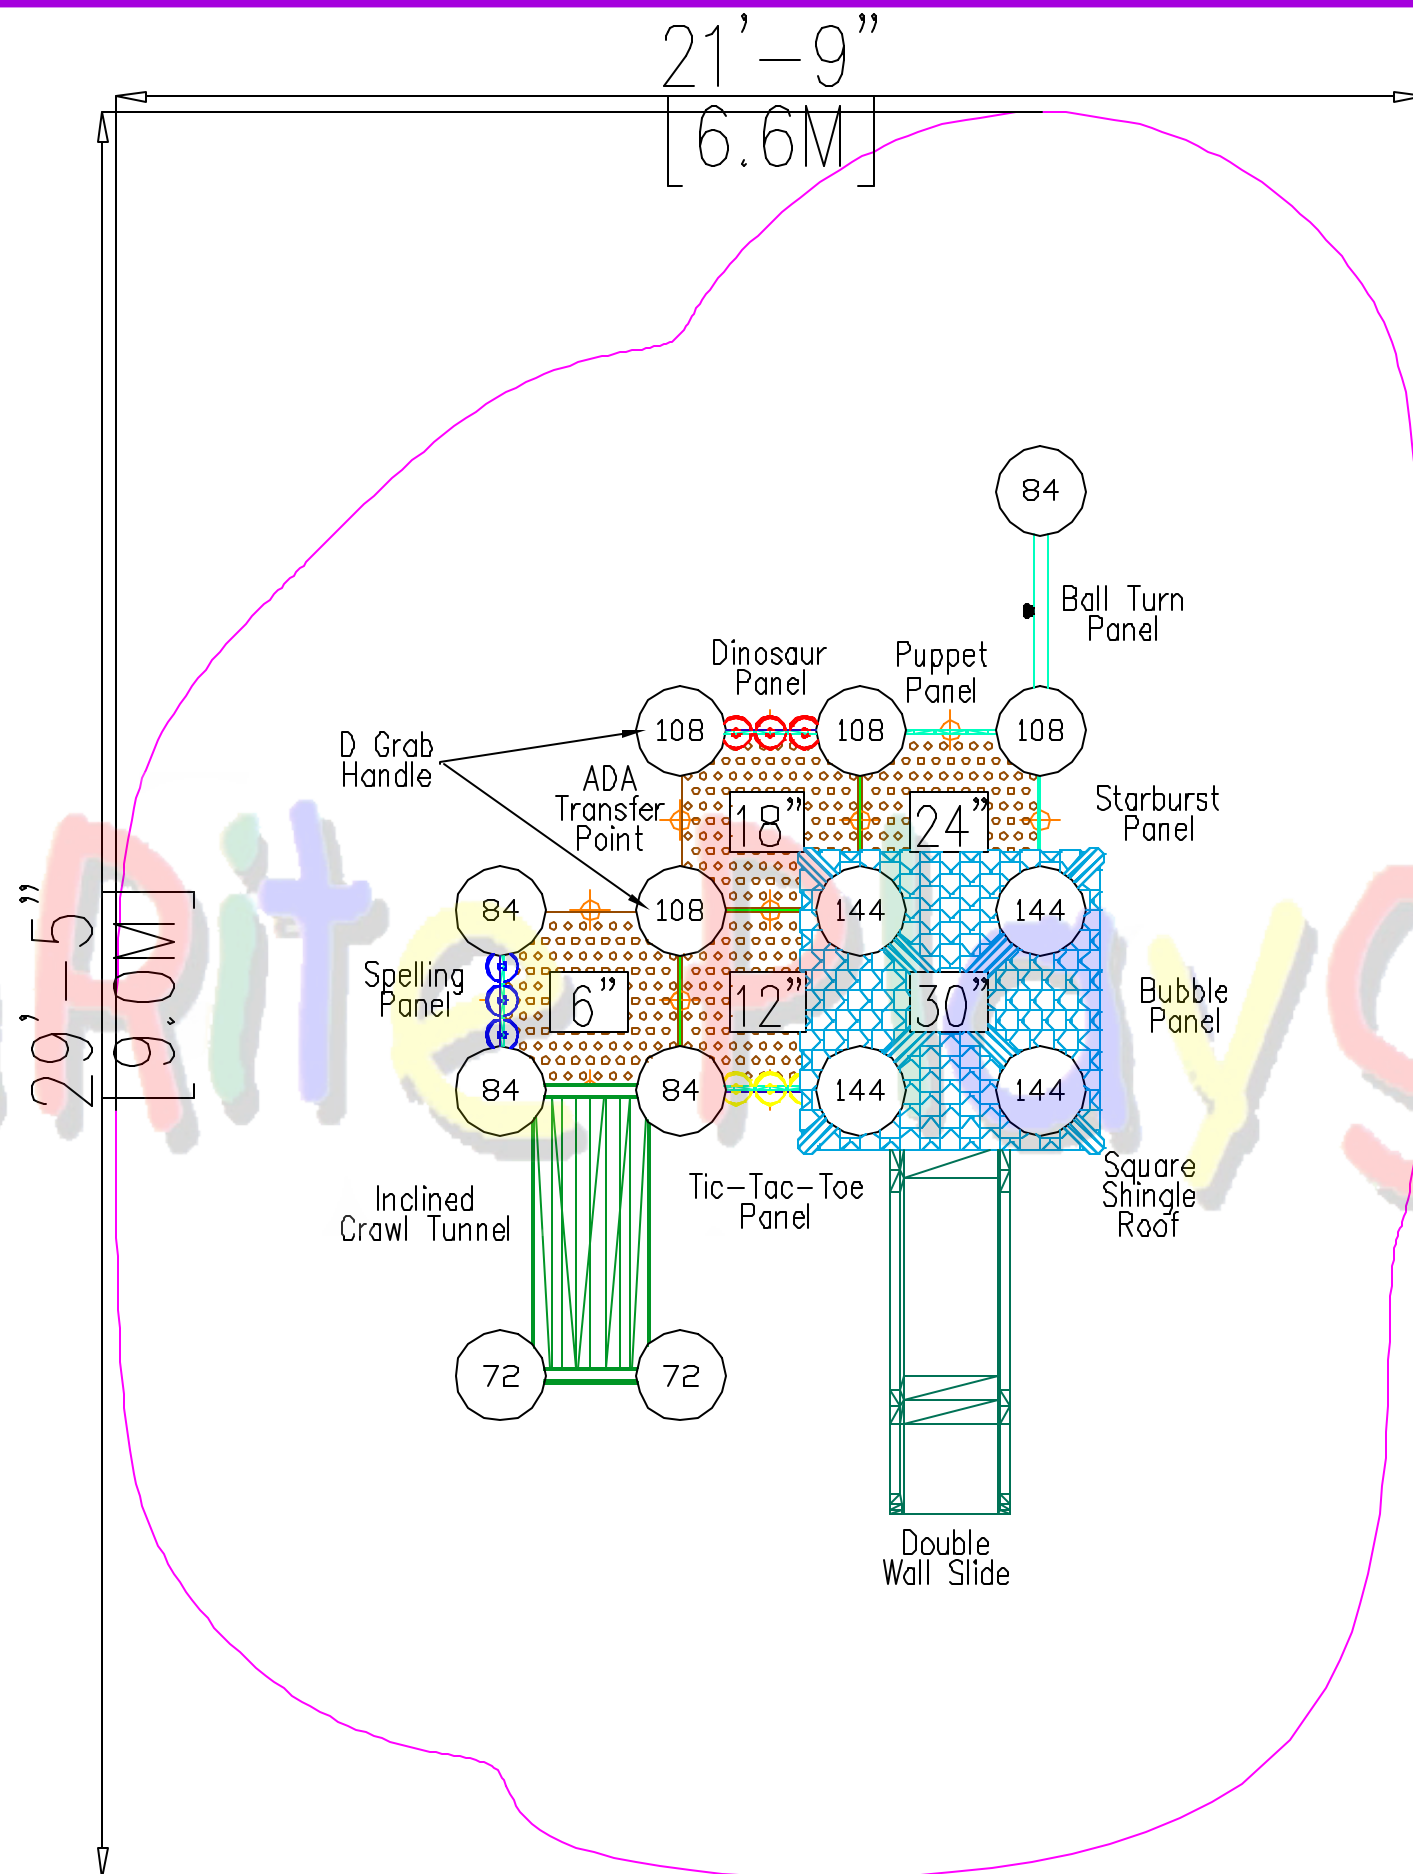 21'-9"
[6.6M]
84
Ball Turn
Panel
Dinosaur
Panel
Puppet
Panel
108
108
108
D Grab
Handle
ADA
Transfer
Point
18"
24"
Starburst
Panel
29'-5"
[9.0M]
84
108
144
144
Spelling
Panel
6"
12"
30"
Bubble
Panel
84
84
144
144
Inclined
Crawl Tunnel
Tic-Tac-Toe
Panel
Square
Shingle
Roof
72
72
Double
Wall Slide
Rite PlayS